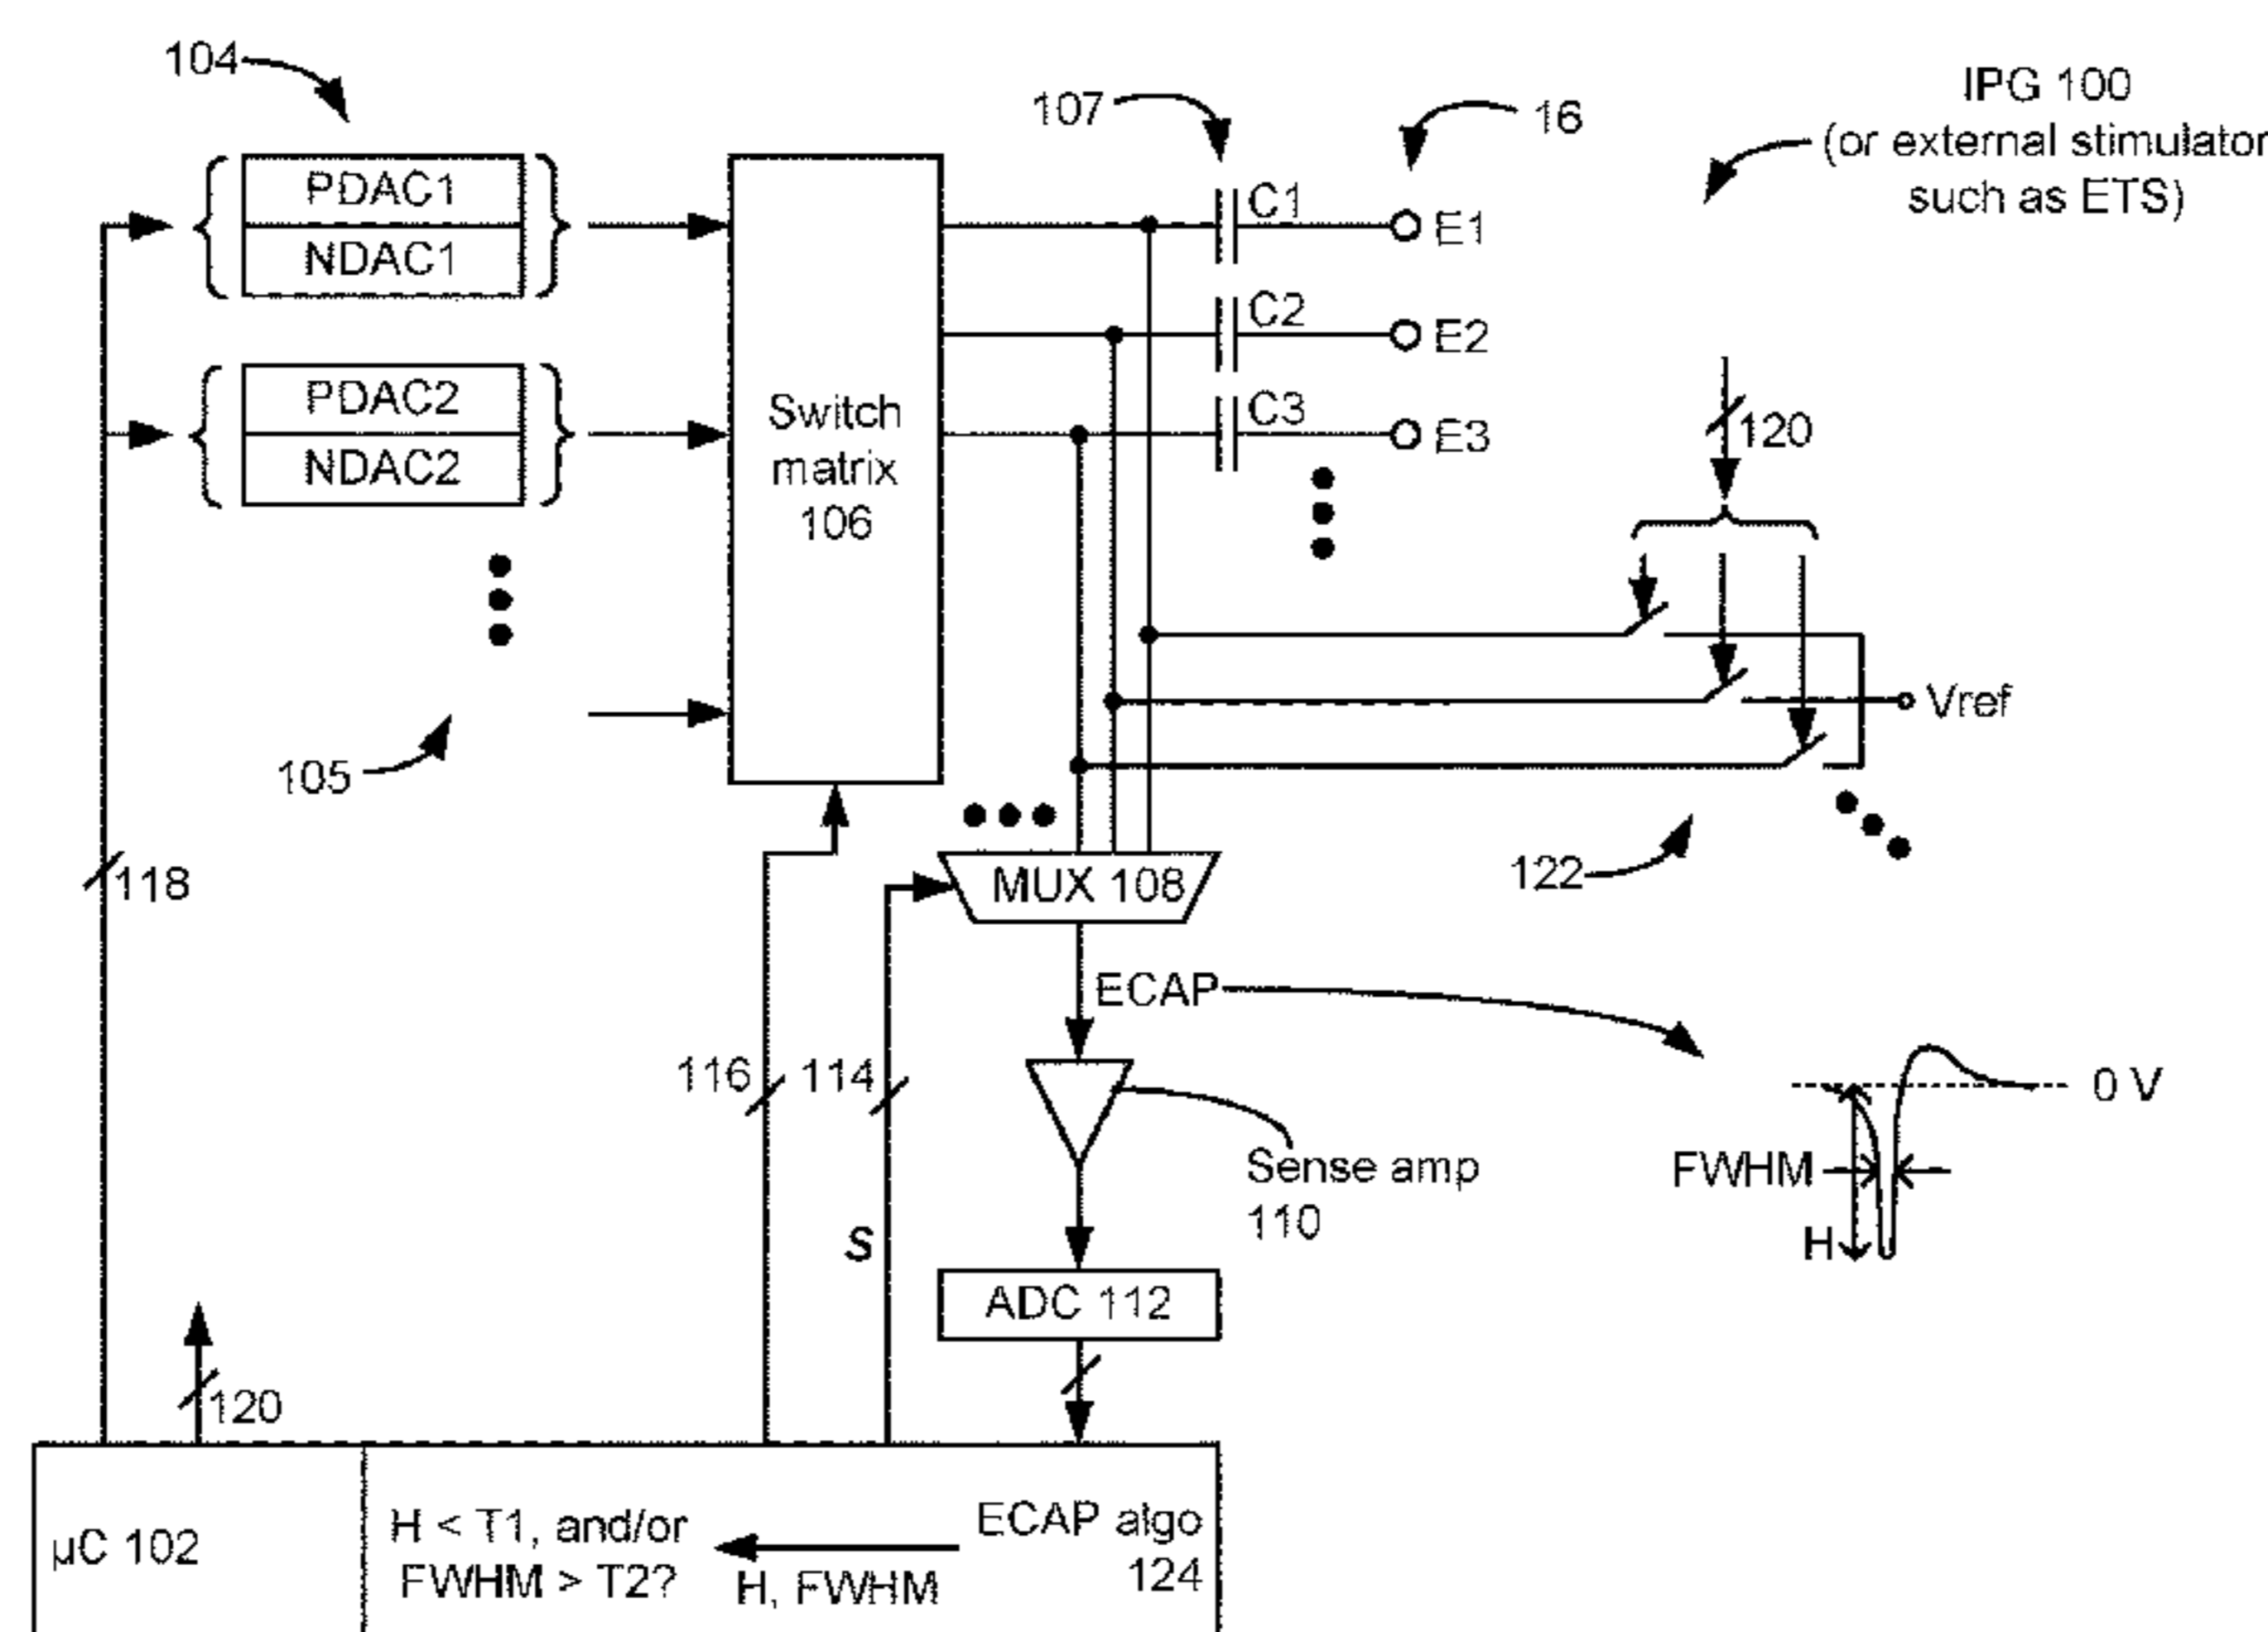 104
107
16
IPG 100
(or external stimulator
such as ETS)
PDAC1
NDAC1
C1
E1
C2
E2
PDAC2
NDAC2
Switch
matrix
106
C3
E3
120
105
Vref
118
MUX 108
122
ECAP
116
114
0 V
Sense amp
110
FWHM
S
H
ADC 112
120
µC 102
H < T1, and/or
FWHM > T2?
H, FWHM
ECAP algo
124